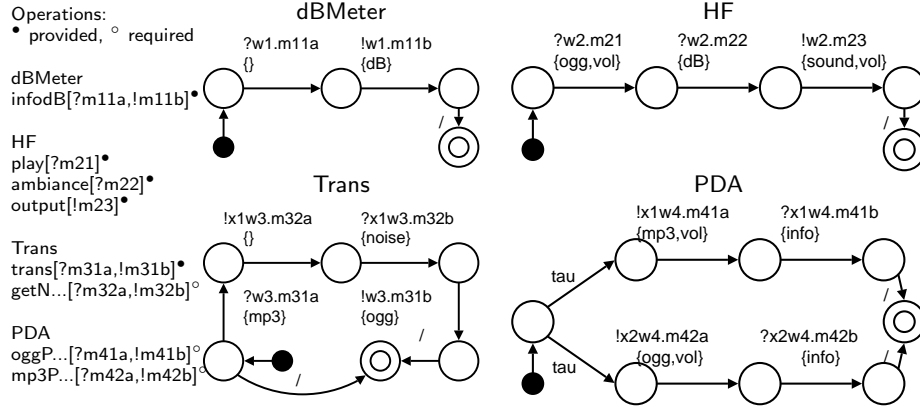 Operations:
• provided, ° required
dBMeter
infodB[?m11a,!m11b]•
HF
play[?m21]•
ambiance[?m22]•
output[!m23]•
Trans
trans[?m31a,!m31b]•
getN...[?m32a,!m32b]°
PDA
oggP...[?m41a,!m41b]°
mp3P...[?m42a,!m42b]°
dBMeter
?w1.m11a
{}
!w1.m11b
{dB}
/
HF
?w2.m21
{ogg,vol}
?w2.m22
{dB}
!w2.m23
{sound,vol}
/
Trans
!x1w3.m32a
{}
?x1w3.m32b
{noise}
?w3.m31a
{mp3}
!w3.m31b
{ogg}
/
/
PDA
!x1w4.m41a
{mp3,vol}
?x1w4.m41b
{info}
tau
/
!x2w4.m42a
{ogg,vol}
?x2w4.m42b
{info}
tau
/